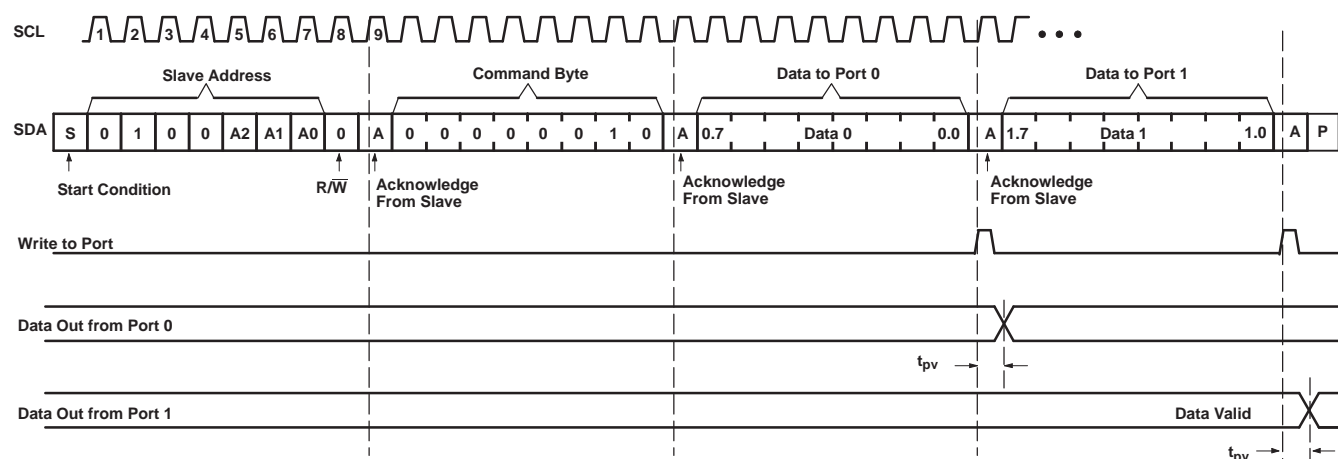 SCL 1 2 3 4 5 6 7 8 9 • • •
Slave Address Command Byte Data to Port 0 Data to Port 1
SDA S 0 1 0 0 A2 A1 A0 0 A 0 0 0 0 0 0 1 0 A 0.7 Data 0 0.0 A 1.7 Data 1 1.0 A P
Start Condition R/W̅ Acknowledge From Slave Acknowledge From Slave Acknowledge From Slave
Write to Port
Data Out from Port 0
tpv
Data Out from Port 1 Data Valid
tpv